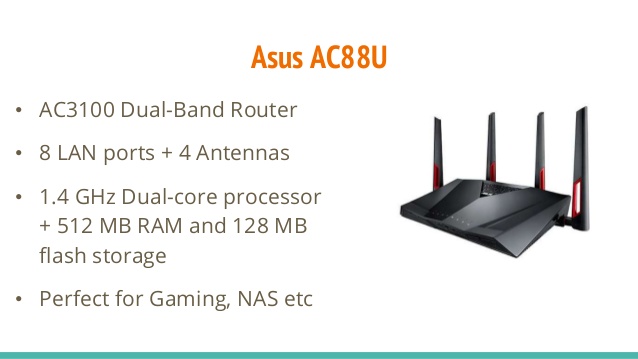 Asus AC88U
• AC3100 Dual-Band Router
• 8 LAN ports + 4 Antennas
• 1.4 GHz Dual-core processor
+ 512 MB RAM and 128 MB
flash storage
• Perfect for Gaming, NAS etc